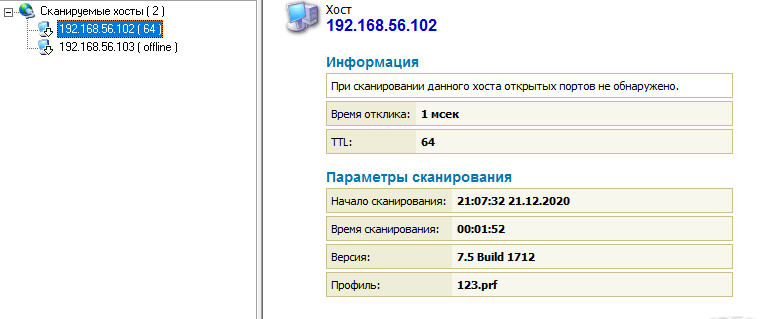 Сканируемые хосты ( 2 )
192.168.56.102 ( 64 )
192.168.56.103 ( offline )
Хост
192.168.56.102
Информация
При сканировании данного хоста открытых портов не обнаружено.
Время отклика: 1 мсек
TTL: 64
Параметры сканирования
Начало сканирования: 21:07:32 21.12.2020
Время сканирования: 00:01:52
Версия: 7.5 Build 1712
Профиль: 123.prf